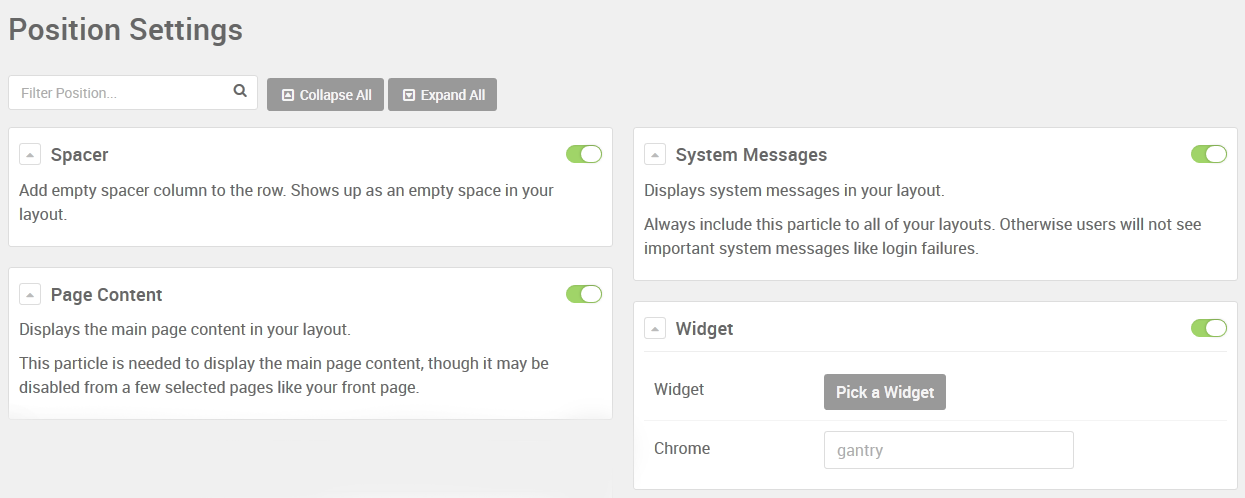 Position Settings
Filter Position...
Collapse All
Expand All
Spacer
Add empty spacer column to the row. Shows up as an empty space in your
layout.
Page Content
Displays the main page content in your layout.
This particle is needed to display the main page content, though it may be
disabled from a few selected pages like your front page.
System Messages
Displays system messages in your layout.
Always include this particle to all of your layouts. Otherwise users will not see
important system messages like login failures.
Widget
Widget
Pick a Widget
Chrome
gantry